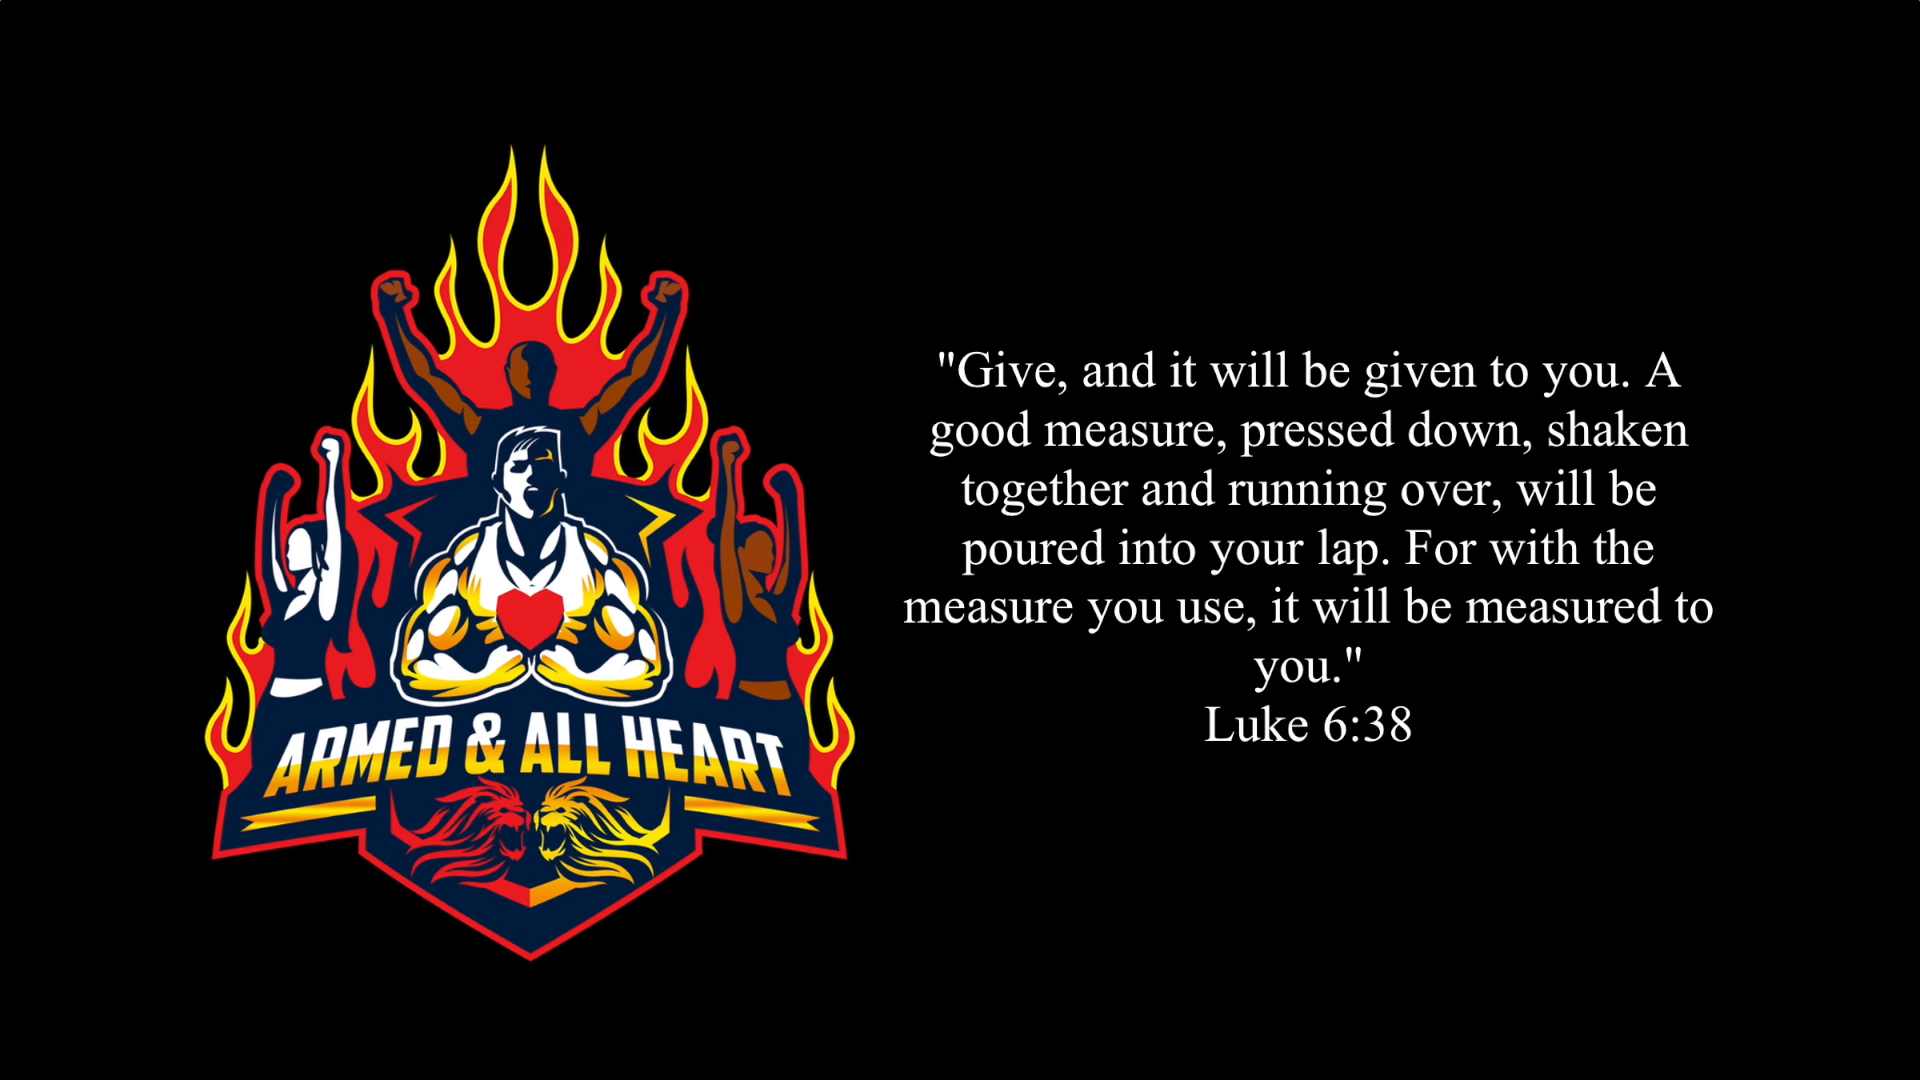 ARMED & ALL HEART
"Give, and it will be given to you. A
good measure, pressed down, shaken
together and running over, will be
poured into your lap. For with the
measure you use, it will be measured to
you."
Luke 6:38